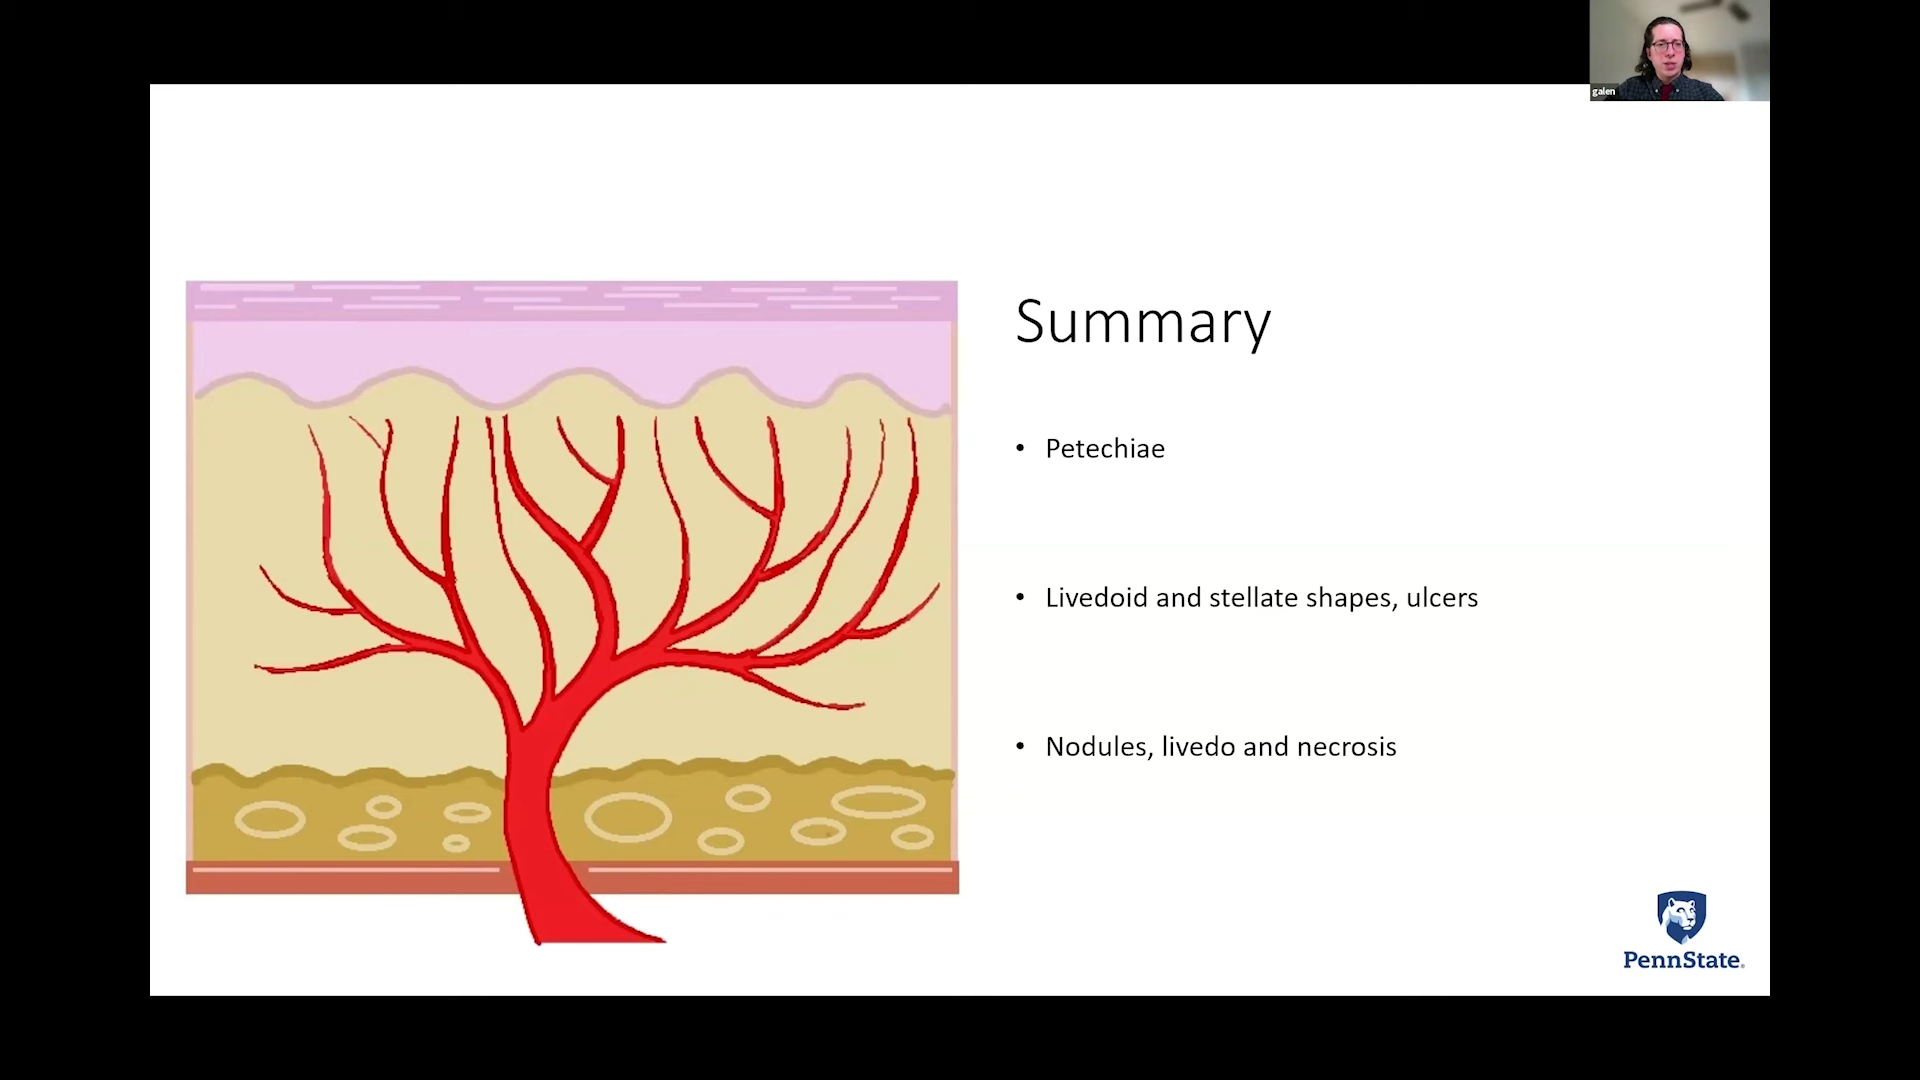 galen
Summary
• Petechiae
• Livedoid and stellate shapes, ulcers
• Nodules, livedo and necrosis
PennState